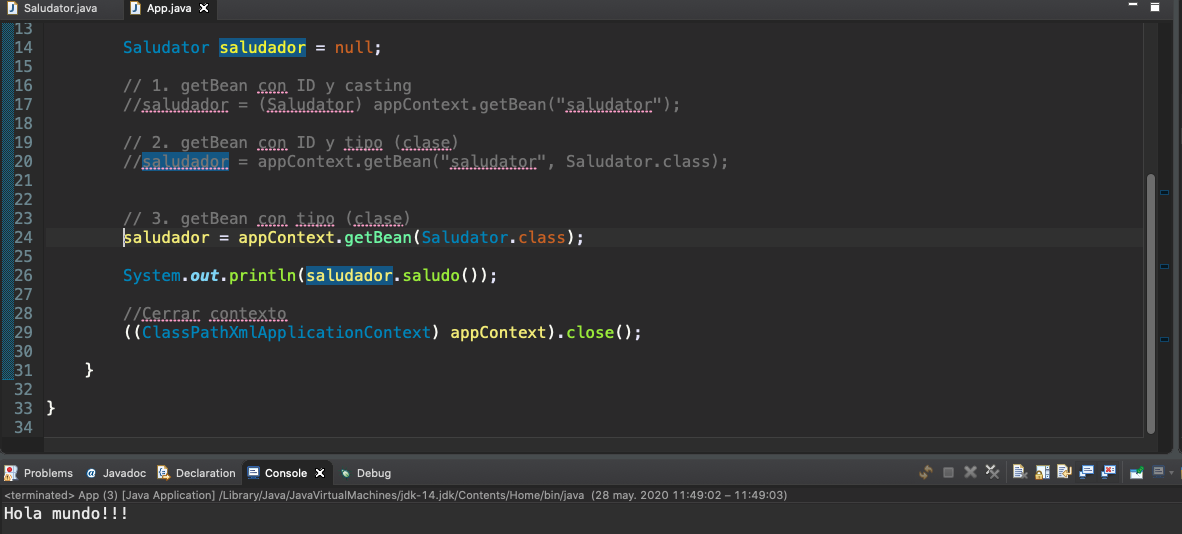 Saludator.java App.java
13
14 Saludator saludador = null;
15
16 // 1. getBean con ID y casting
17 //saludador = (Saludator) appContext.getBean("saludator");
18
19 // 2. getBean con ID y tipo (clase)
20 //saludador = appContext.getBean("saludator", Saludator.class);
21
22
23 // 3. getBean con tipo (clase)
24 saludador = appContext.getBean(Saludator.class);
25
26 System.out.println(saludador.saludo());
27
28 //Cerrar contexto
29 ((ClassPathXmlApplicationContext) appContext).close();
30
31 }
32
33 }
34
Problems @ Javadoc Declaration Console Debug
<terminated> App (3) [Java Application] /Library/Java/JavaVirtualMachines/jdk-14.jdk/Contents/Home/bin/java (28 may. 2020 11:49:02 – 11:49:03)
Hola mundo!!!